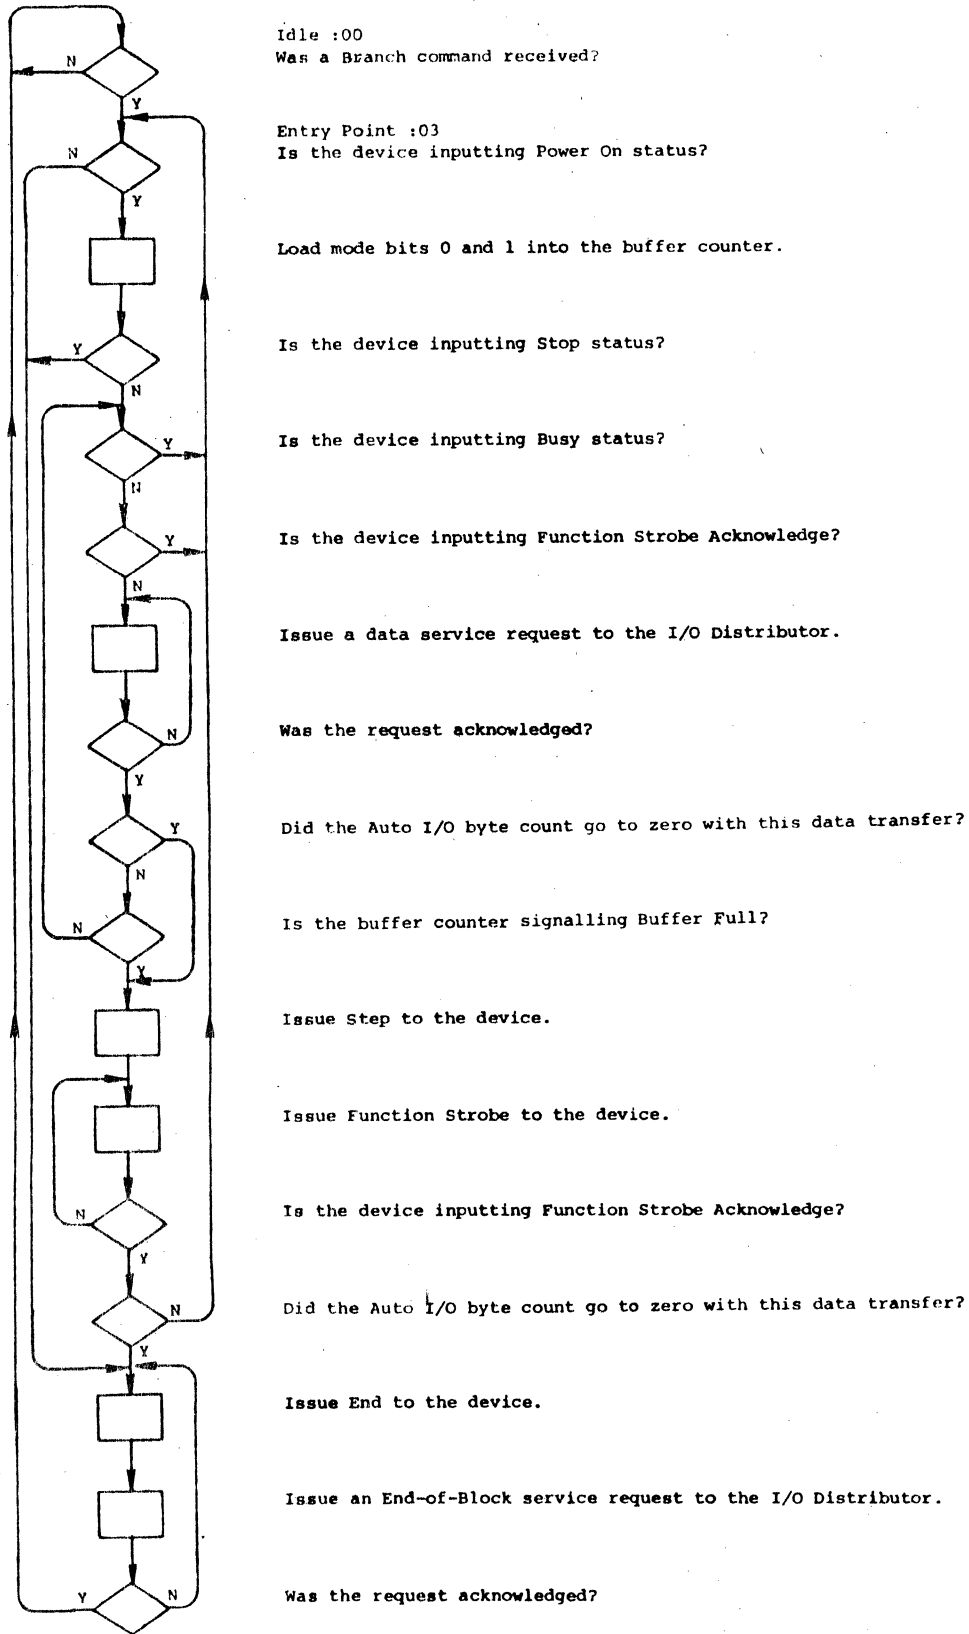 Idle :00
Was a Branch command received?
N
Y
Entry Point :03
Is the device inputting Power On status?
N
Y
Load mode bits 0 and 1 into the buffer counter.
Is the device inputting Stop status?
Y
N
Is the device inputting Busy status?
Y
N
Is the device inputting Function Strobe Acknowledge?
Y
N
Issue a data service request to the I/O Distributor.
Was the request acknowledged?
N
Y
Did the Auto I/O byte count go to zero with this data transfer?
Y
N
Is the buffer counter signalling Buffer Full?
N
Y
Issue Step to the device.
Issue Function Strobe to the device.
Is the device inputting Function Strobe Acknowledge?
N
Y
Did the Auto I/O byte count go to zero with this data transfer?
N
Y
Issue End to the device.
Issue an End-of-Block service request to the I/O Distributor.
Was the request acknowledged?
Y
N